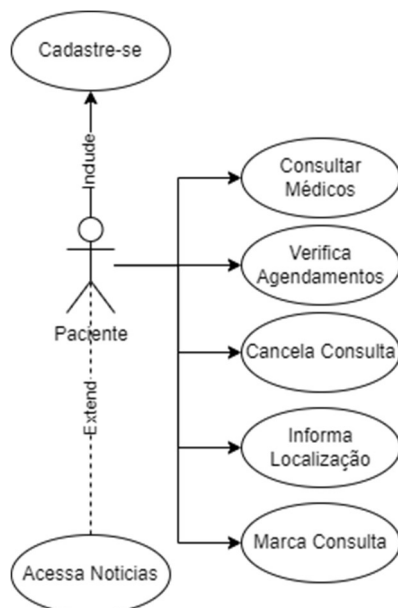 Cadastre-se
Include
Consultar
Médicos
Verifica
Agendamentos
Paciente
Cancela Consulta
Extend
Informa
Localização
Marca Consulta
Acessa Noticias